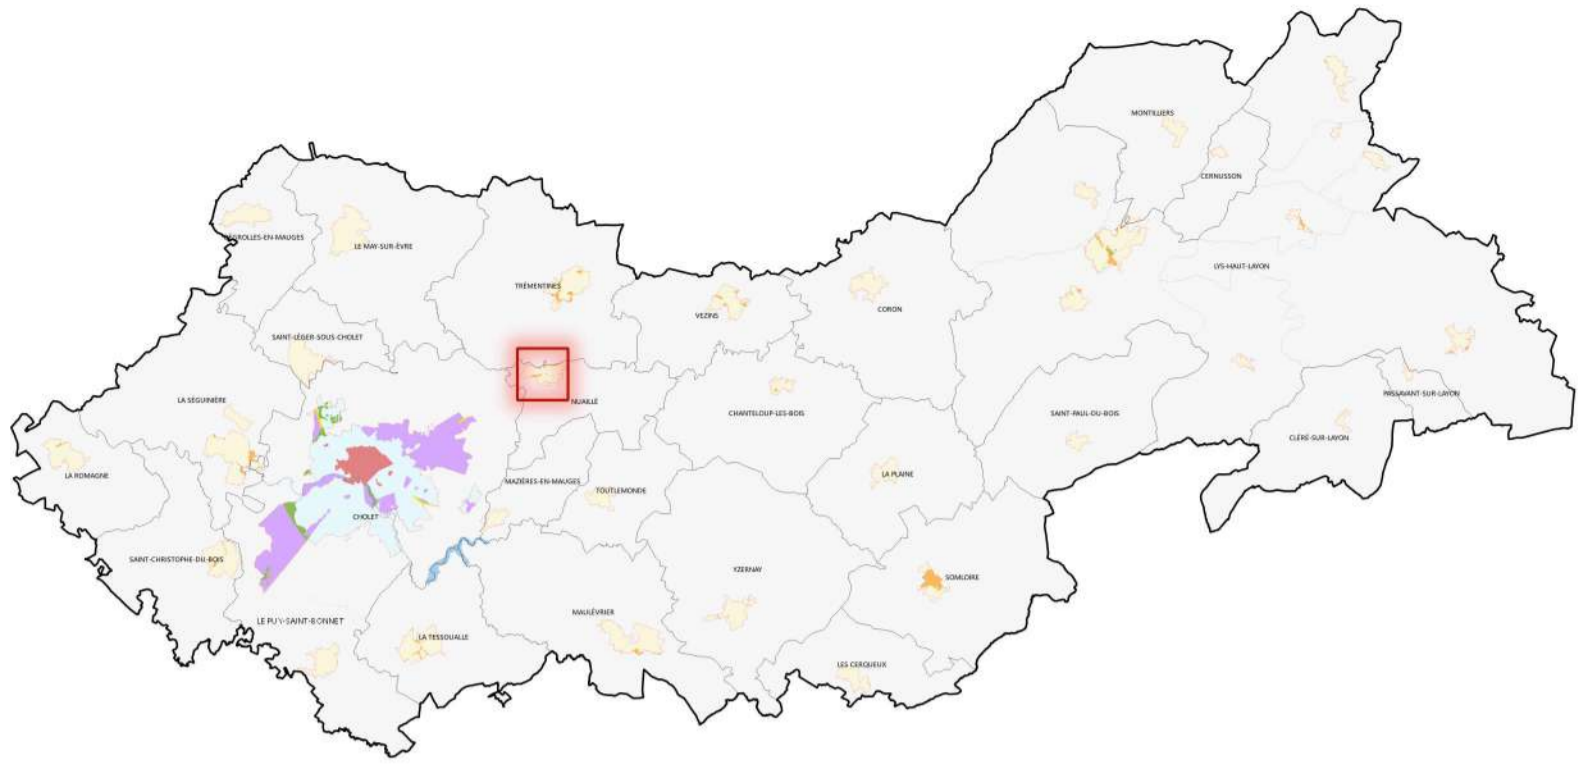 MONTILLIERS
CERNUSSON
LE MAY-SUR-ÈVRE
LYS-HAUT-LAYON
TRÉMENTINES
CORON
VEZINS
SAINT-LÉGER-SOUS-CHOLET
LA SÉGUINIÈRE
NUAILLÉ
CHANTELOUP-LES-BOIS
SAINT-PAUL-DU-BOIS
PASSAVANT-SUR-LAYON
CLÉRÉ-SUR-LAYON
LA ROMAGNE
LA PLAINE
MAZIÈRES-EN-MAUGES
TOUTLEMONDE
CHOLET
SAINT-CHRISTOPHE-DU-BOIS
YZERNAY
SOMLOIRE
MAULÉVRIER
LE PUY-SAINT-BONNET
LA TESSOUALLE
LES CERQUEUX